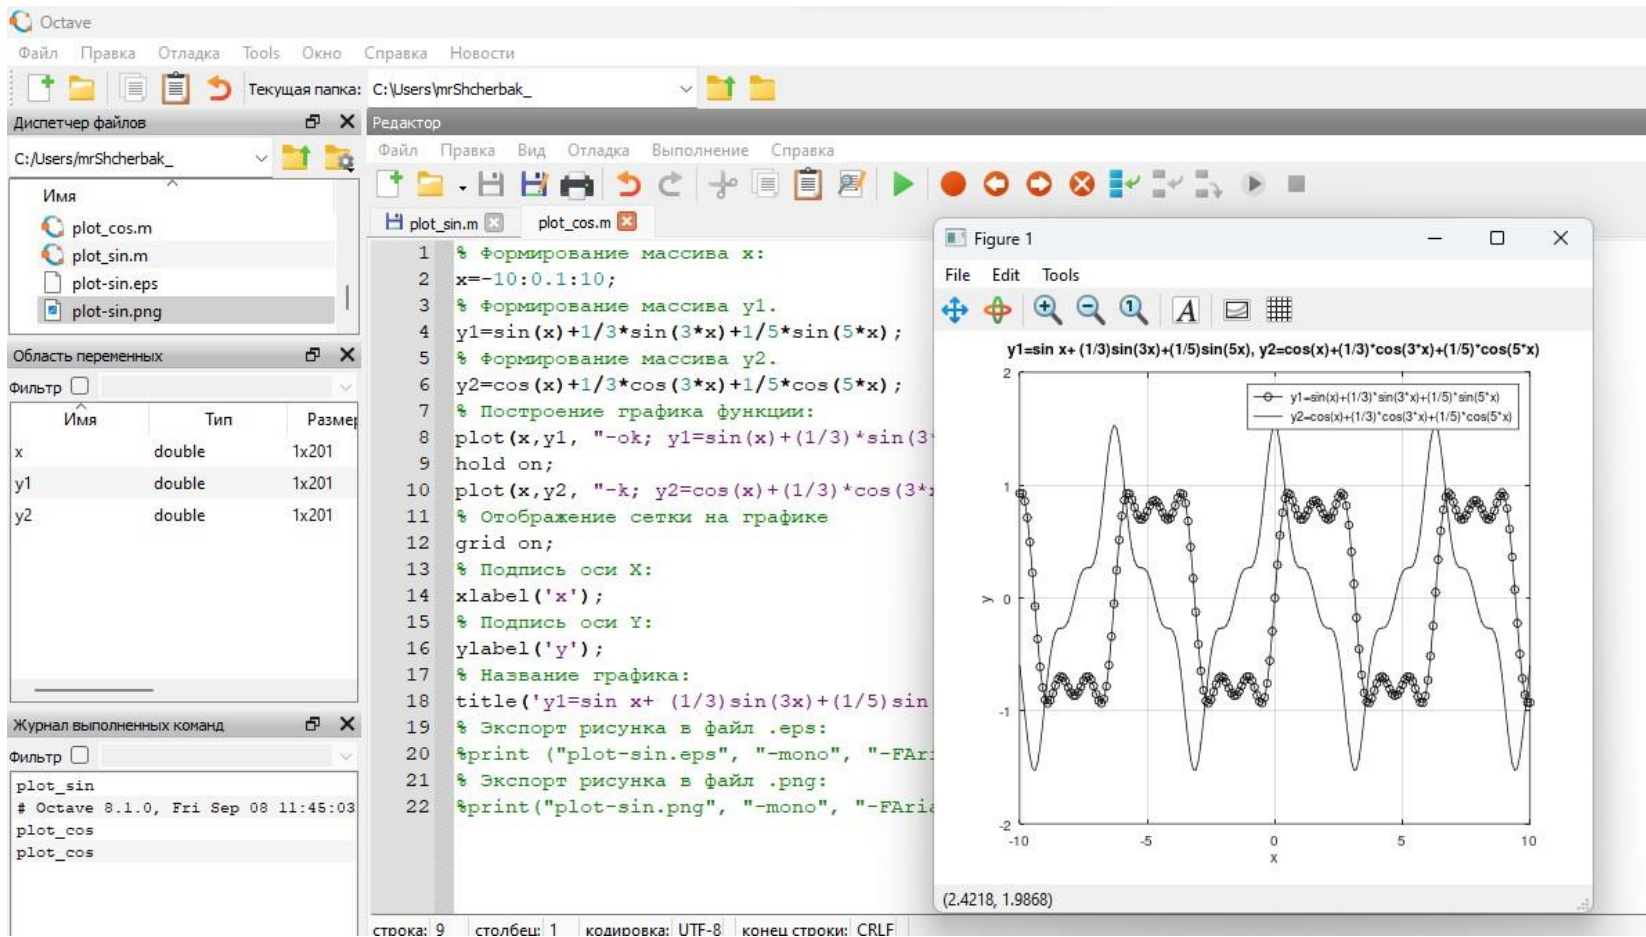 Octave
Файл Правка Отладка Tools Окно Справка Новости
Текущая папка: C:\Users\mrShcherbak_
Диспетчер файлов
C:/Users/mrShcherbak_
Имя
plot_cos.m
plot_sin.m
plot-sin.eps
plot-sin.png
Область переменных
Фильтр
Имя Тип Размер
x double 1x201
y1 double 1x201
y2 double 1x201
Журнал выполненных команд
Фильтр
plot_sin
# Octave 8.1.0, Fri Sep 08 11:45:03
plot_cos
plot_cos
Редактор
Файл Правка Вид Отладка Выполнение Справка
plot_sin.m plot_cos.m
1 % Формирование массива x:
2 x=-10:0.1:10;
3 % Формирование массива y1.
4 y1=sin(x)+1/3*sin(3*x)+1/5*sin(5*x);
5 % Формирование массива y2.
6 y2=cos(x)+1/3*cos(3*x)+1/5*cos(5*x);
7 % Построение графика функции:
8 plot(x,y1, "-ok; y1=sin(x)+(1/3)*sin(3*
9 hold on;
10 plot(x,y2, "-k; y2=cos(x)+(1/3)*cos(3*x
11 % Отображение сетки на графике
12 grid on;
13 % Подпись оси X:
14 xlabel('x');
15 % Подпись оси Y:
16 ylabel('y');
17 % Название графика:
18 title('y1=sin x+ (1/3)sin(3x)+(1/5)sin
19 % Экспорт рисунка в файл .eps:
20 %print ("plot-sin.eps", "-mono", "-FAri
21 % Экспорт рисунка в файл .png:
22 %print("plot-sin.png", "-mono", "-FAria
строка: 9 столбец: 1 кодировка: UTF-8 конец строки: CRLF
Figure 1
File Edit Tools
y1=sin x+ (1/3)sin(3x)+(1/5)sin(5x), y2=cos(x)+(1/3)*cos(3*x)+(1/5)*cos(5*x)
y1=sin(x)+(1/3)*sin(3*x)+(1/5)*sin(5*x)
y2=cos(x)+(1/3)*cos(3*x)+(1/5)*cos(5*x)
2
1
0
-1
-2
y
-10 -5 0 5 10
x
(2.4218, 1.9868)